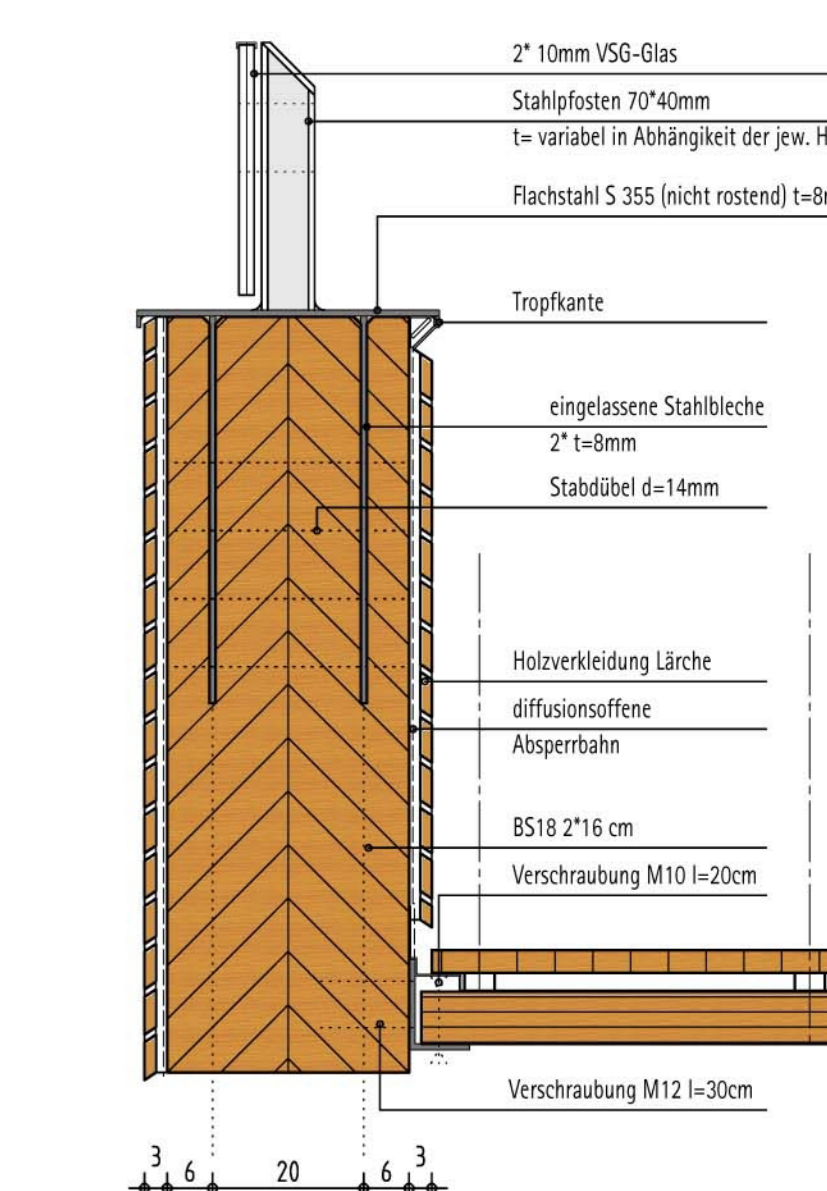 2* 10mm VSG-Glas
Stahlpfosten 70*40mm
t= variabel in Abhängikeit der jew. H
Flachstahl S 355 (nicht rostend) t=8
Tropfkante
eingelassene Stahlbleche
2* t=8mm
Stabdübel d=14mm
Holzverkleidung Lärche
diffusionsoffene
Absperrbahn
BS18 2*16 cm
Verschraubung M10 l=20cm
Verschraubung M12 l=30cm
3 6 20 6 3